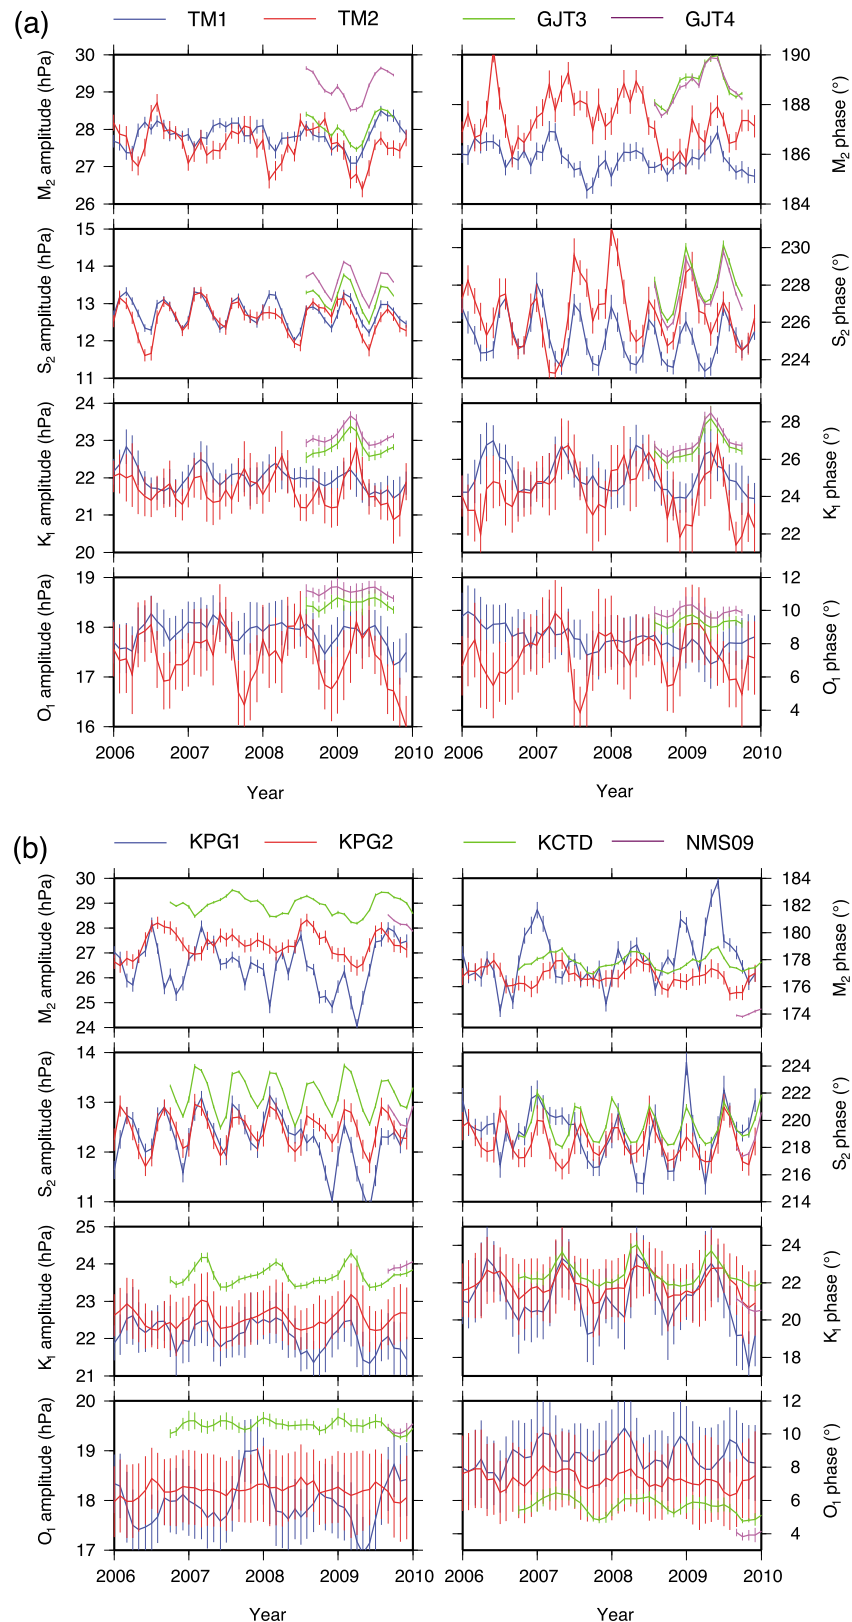 (a) TM1 TM2 GJT3 GJT4
30 29 28 27 26
M2 amplitude (hPa)
190 188 186 184
M2 phase (°)
15 14 13 12 11
S2 amplitude (hPa)
230 228 226 224
S2 phase (°)
24 23 22 21 20
K1 amplitude (hPa)
28 26 24 22
K1 phase (°)
19 18 17 16
O1 amplitude (hPa)
12 10 8 6 4
O1 phase (°)
2006 2007 2008 2009 2010 2006 2007 2008 2009 2010
Year Year
(b) KPG1 KPG2 KCTD NMS09
30 29 28 27 26 25 24
M2 amplitude (hPa)
184 182 180 178 176 174
M2 phase (°)
14 13 12 11
S2 amplitude (hPa)
224 222 220 218 216 214
S2 phase (°)
25 24 23 22 21
K1 amplitude (hPa)
24 22 20 18
K1 phase (°)
20 19 18 17
O1 amplitude (hPa)
12 10 8 6 4
O1 phase (°)
2006 2007 2008 2009 2010 2006 2007 2008 2009 2010
Year Year